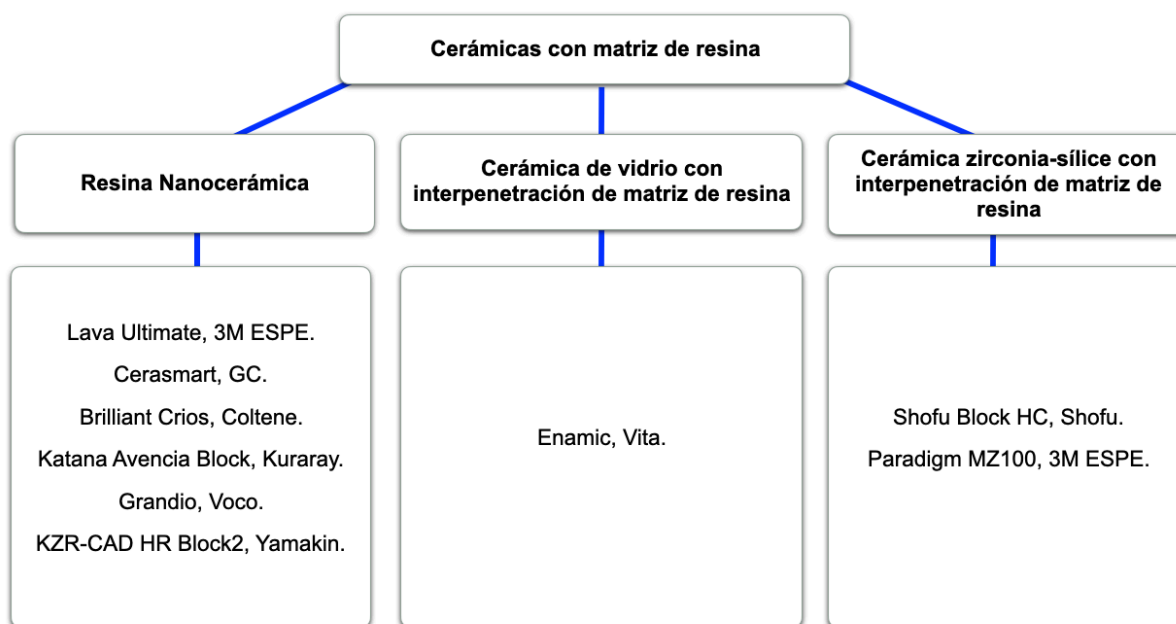 Cerámicas con matriz de resina
Resina Nanocerámica
Cerámica de vidrio con
interpenetración de matriz de resina
Cerámica zirconia-sílice con
interpenetración de matriz de
resina
Lava Ultimate, 3M ESPE.
Cerasmart, GC.
Brilliant Crios, Coltene.
Katana Avencia Block, Kuraray.
Grandio, Voco.
KZR-CAD HR Block2, Yamakin.
Enamic, Vita.
Shofu Block HC, Shofu.
Paradigm MZ100, 3M ESPE.